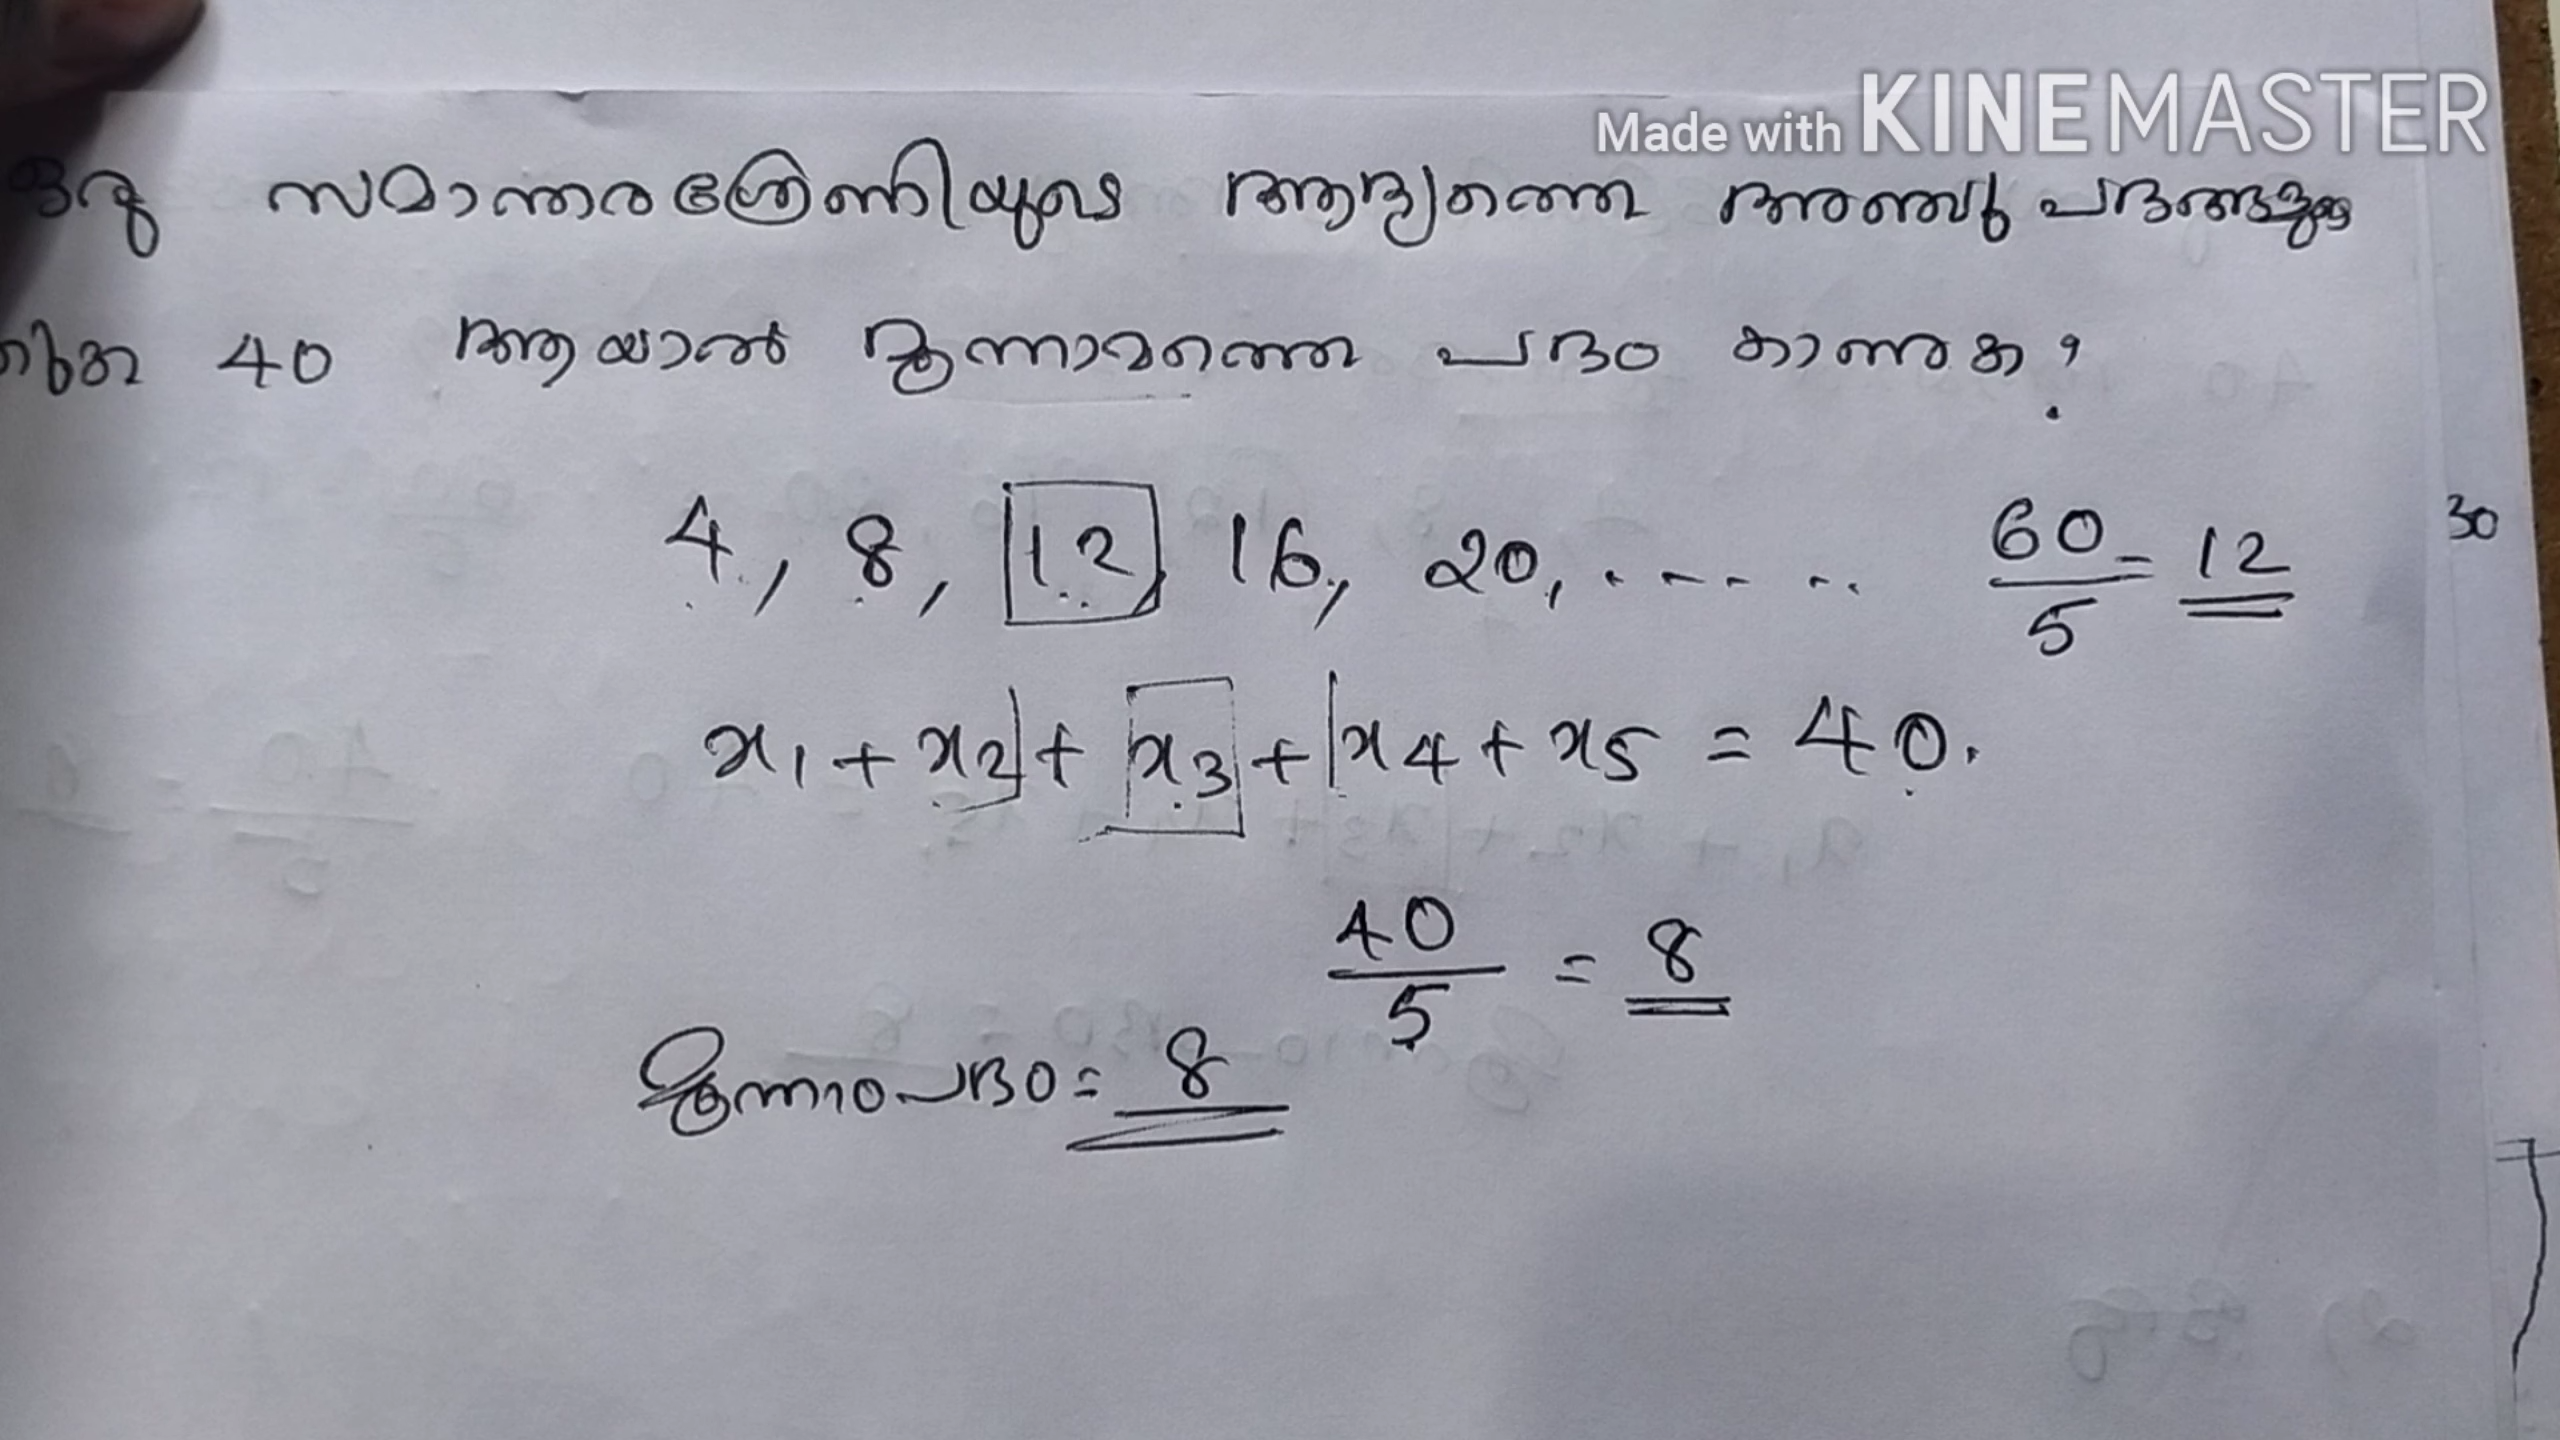 Made with KINEMASTER
ഒരു സമാന്തരശ്രേണിയുടെ ആദ്യത്തെ അഞ്ചു പദങ്ങളുടെ
തുക 40 ആയാൽ മൂന്നാമത്തെ പദം കാണുക?
4, 8, 12, 16, 20, ...... 60/5 = 12 30
x1 + x2 + x3 + x4 + x5 = 40.
40/5 = 8
മൂന്നാംപദം = 8